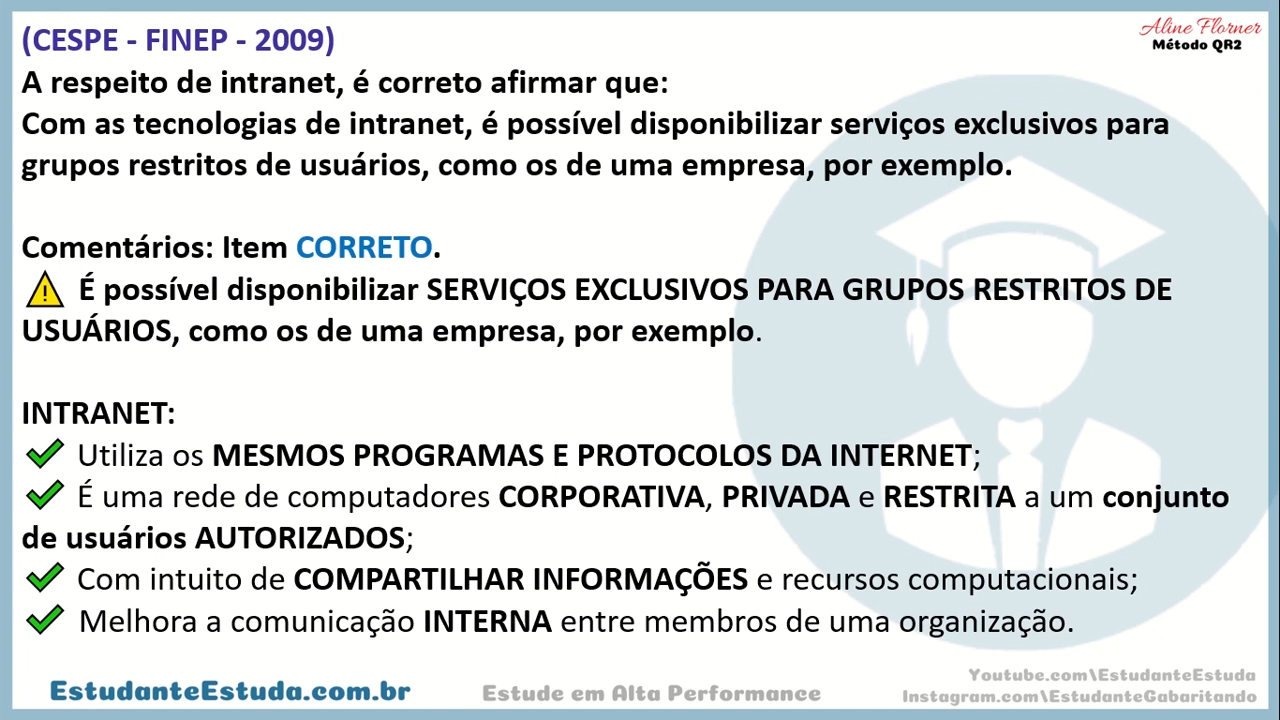 (CESPE - FINEP - 2009)
Aline Florner
Método QR2
A respeito de intranet, é correto afirmar que:
Com as tecnologias de intranet, é possível disponibilizar serviços exclusivos para
grupos restritos de usuários, como os de uma empresa, por exemplo.
Comentários: Item CORRETO.
É possível disponibilizar SERVIÇOS EXCLUSIVOS PARA GRUPOS RESTRITOS DE
USUÁRIOS, como os de uma empresa, por exemplo.
INTRANET:
Utiliza os MESMOS PROGRAMAS E PROTOCOLOS DA INTERNET;
É uma rede de computadores CORPORATIVA, PRIVADA e RESTRITA a um conjunto
de usuários AUTORIZADOS;
Com intuito de COMPARTILHAR INFORMAÇÕES e recursos computacionais;
Melhora a comunicação INTERNA entre membros de uma organização.
EstudanteEstuda.com.br
Estude em Alta Performance
Youtube.com\EstudanteEstuda
Instagram.com\EstudanteGabaritando